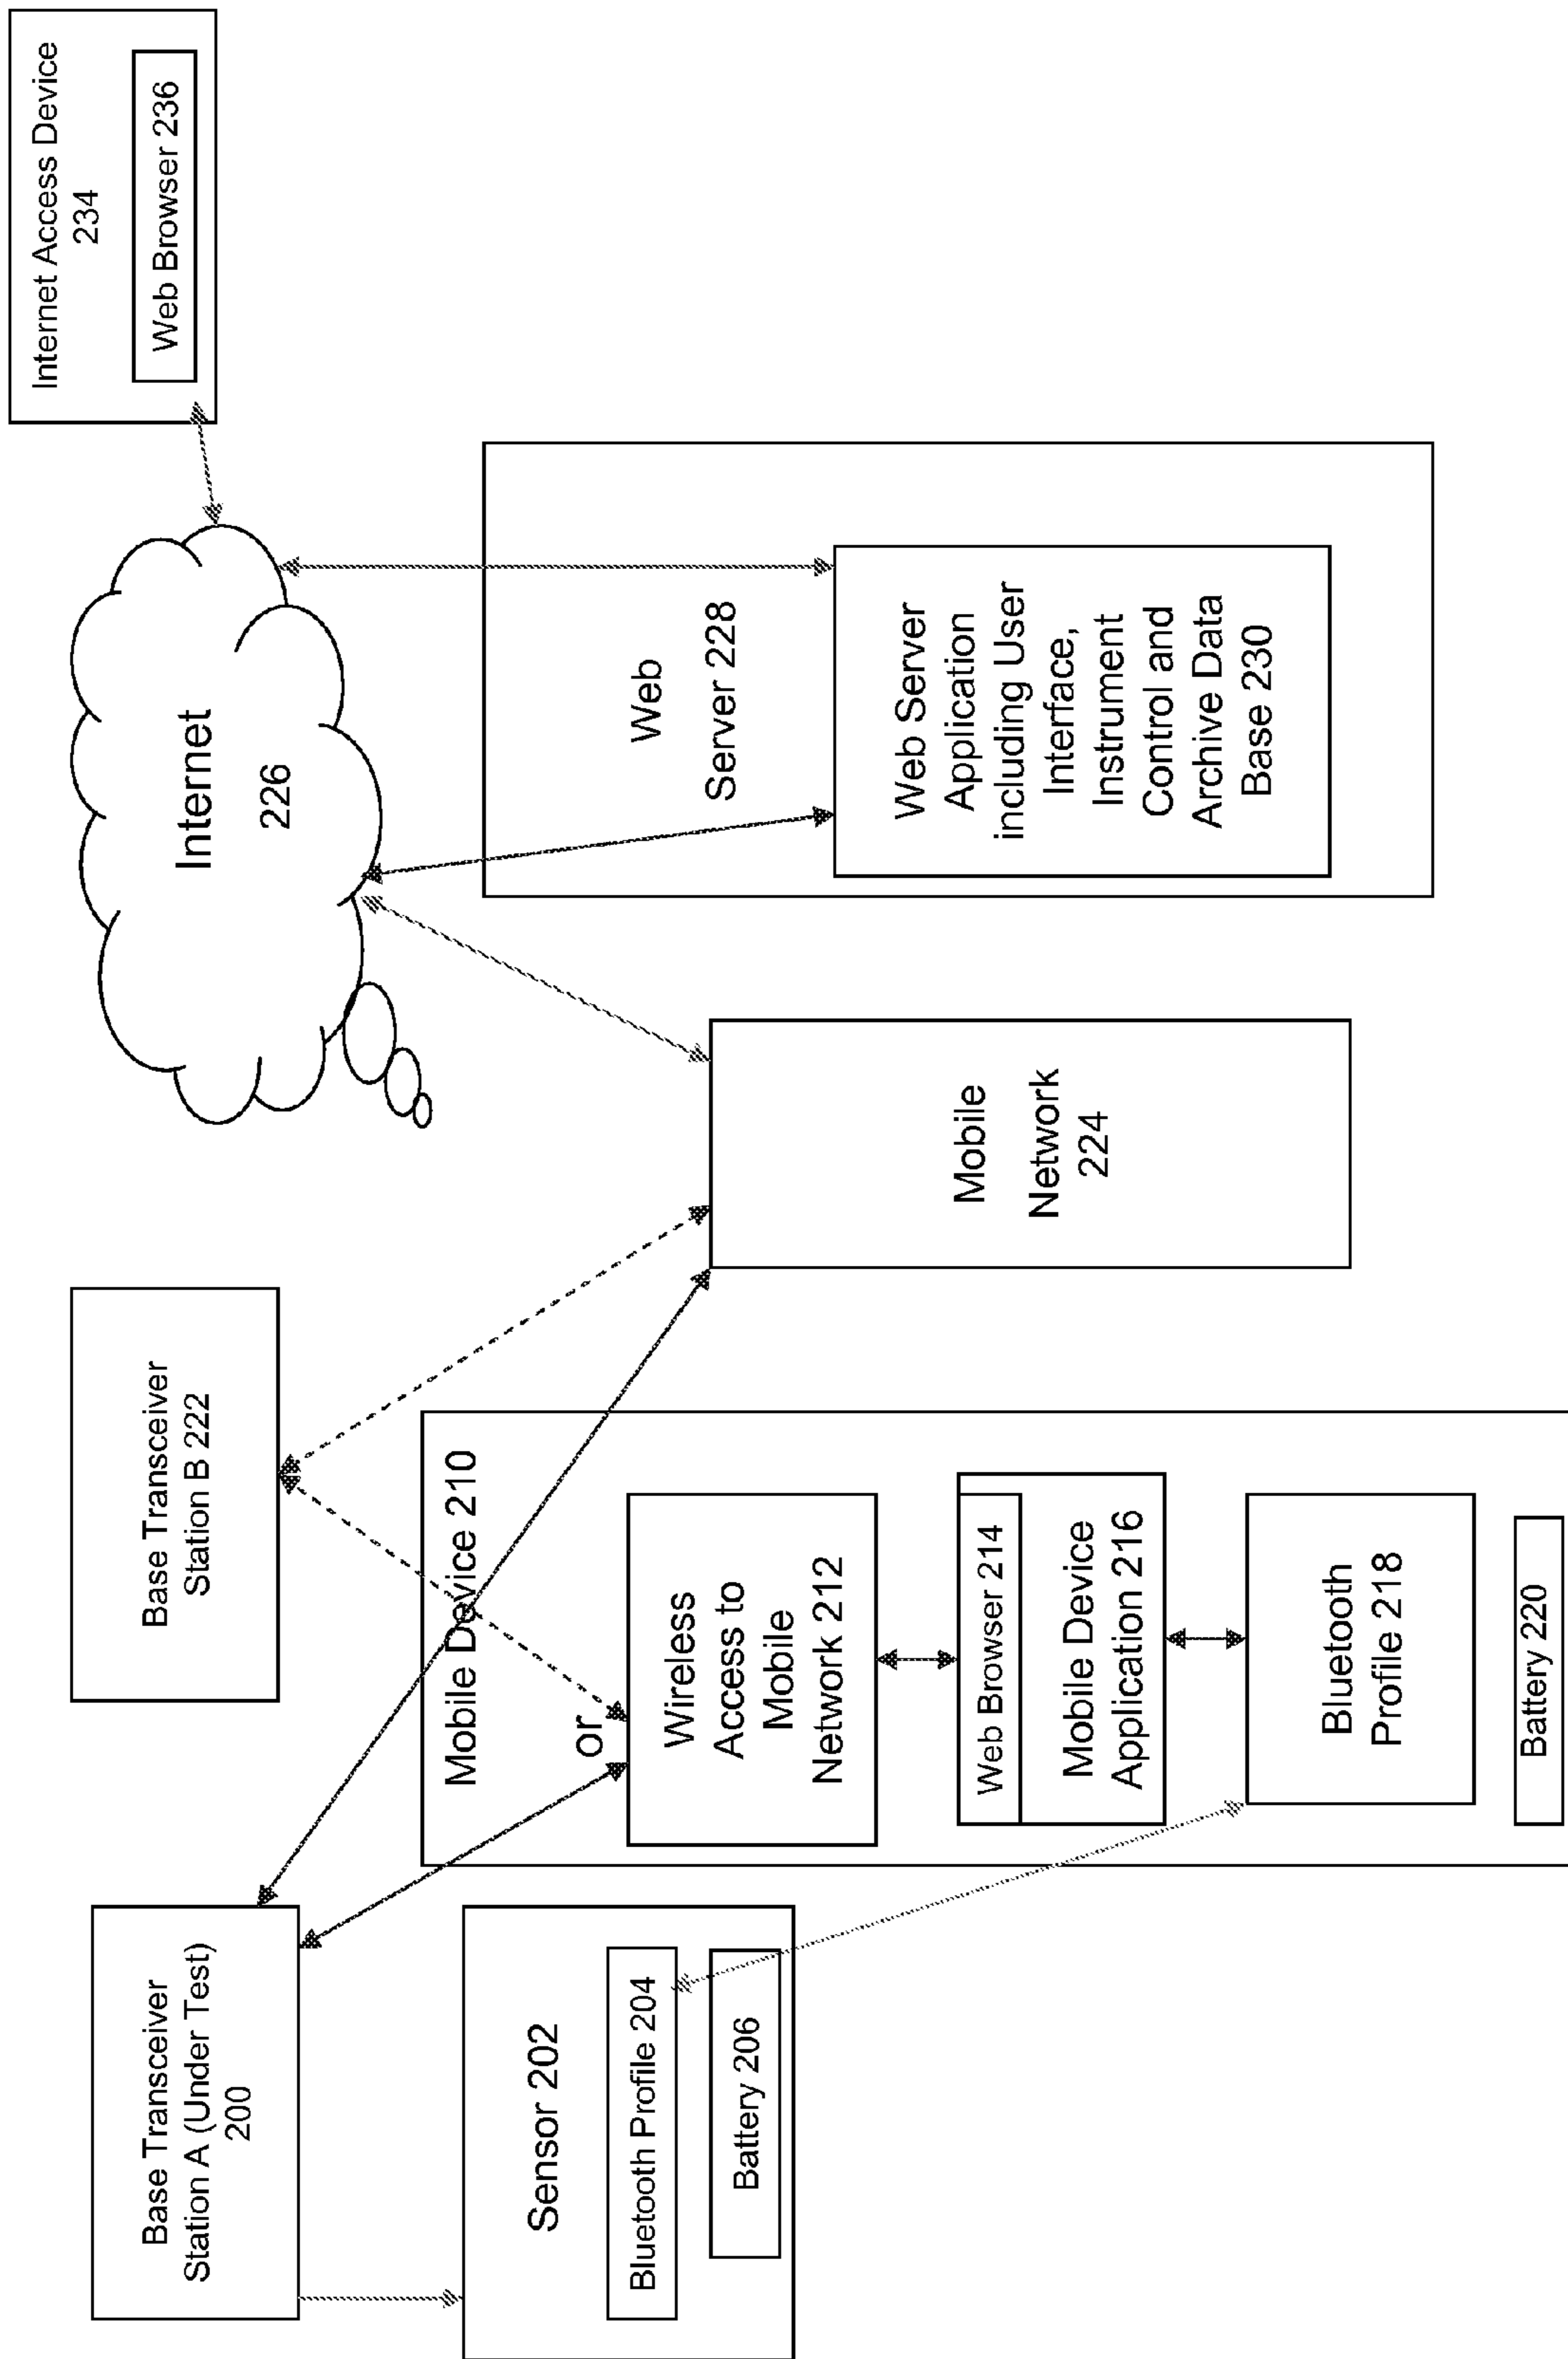 Base Transceiver
Station A (Under Test)
200
Sensor 202
Bluetooth Profile 204
Battery 206
Base Transceiver
Station B 222
Mobile Device 210
or
Wireless
Access to
Mobile
Network 212
Web Browser 214
Mobile Device
Application 216
Bluetooth
Profile 218
Battery 220
Mobile
Network
224
Internet
226
Web
Server 228
Web Server
Application
including User
Interface,
Instrument
Control and
Archive Data
Base 230
Internet Access Device
234
Web Browser 236